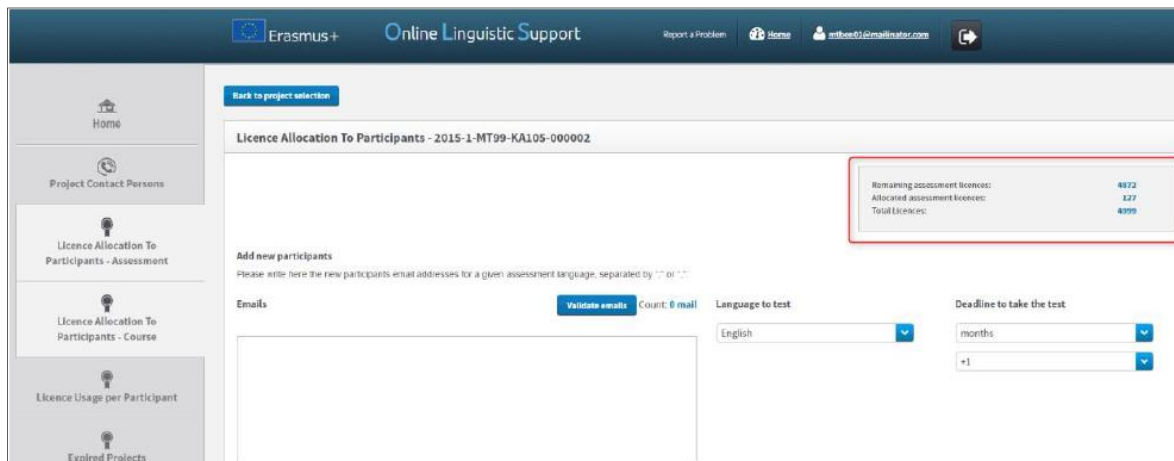 Erasmus+
Online Linguistic Support
Report a Problem
Home
mtben01@mailinator.com
Home
Project Contact Persons
Licence Allocation To
Participants - Assessment
Licence Allocation To
Participants - Course
Licence Usage per Participant
Expired Projects
Back to project selection
Licence Allocation To Participants - 2015-1-MT99-KA105-000002
Remaining assessment licences: 4872
Allocated assessment licences: 127
Total Licences: 4999
Add new participants
Please write here the new participants email addresses for a given assessment language, separated by ";" or ","
Emails
Validate emails
Count: 0 mail
Language to test
English
Deadline to take the test
months
+1